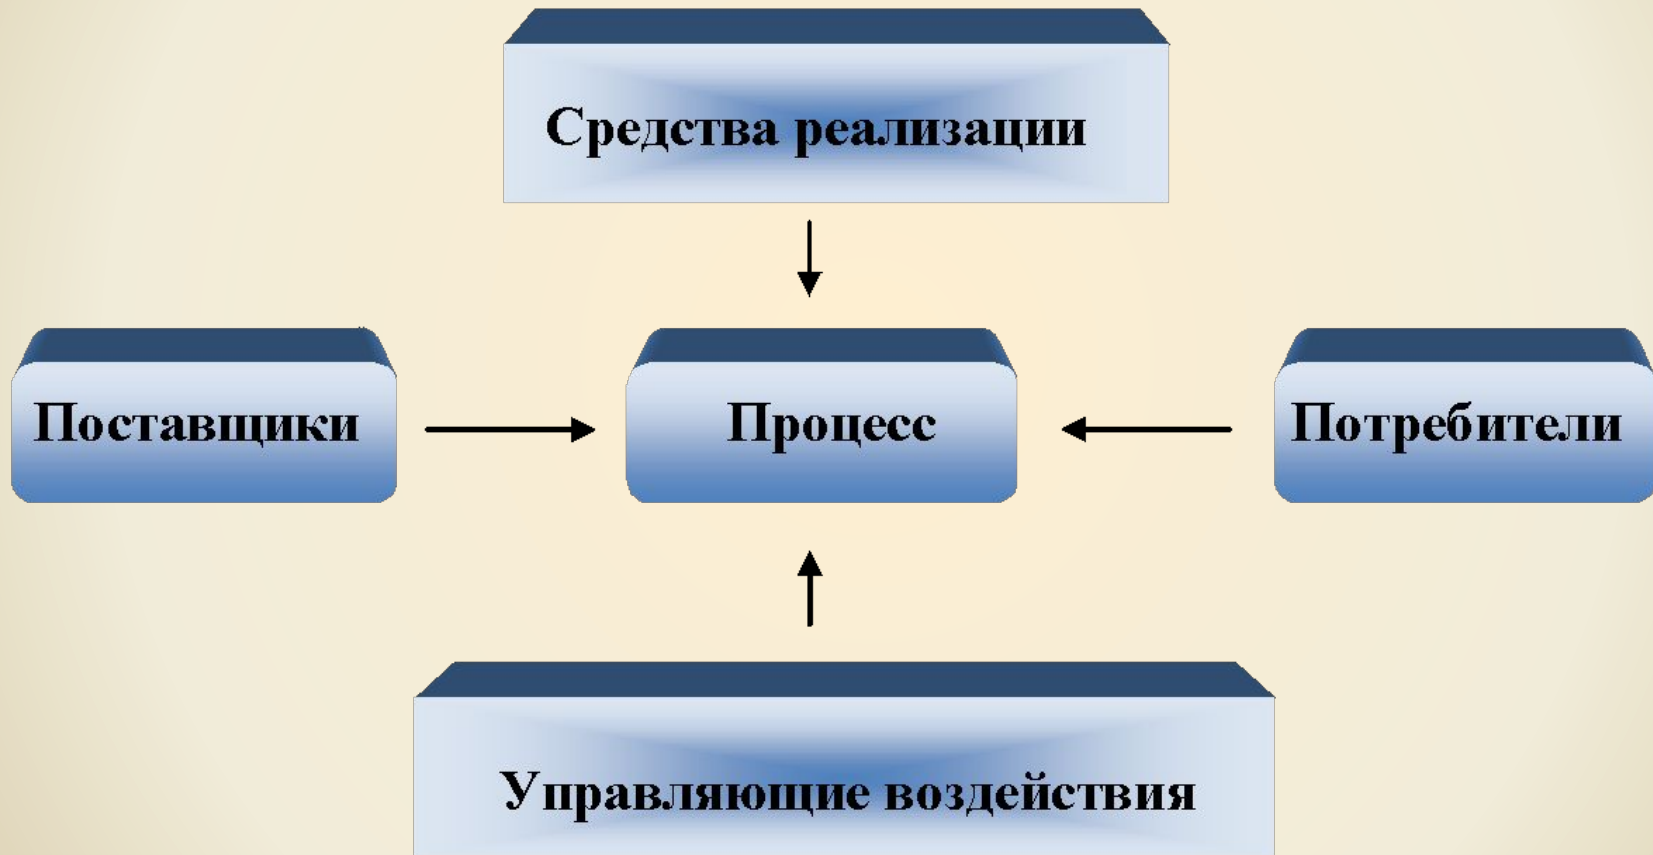 Средства реализации
Поставщики
Процесс
Потребители
Управляющие воздействия